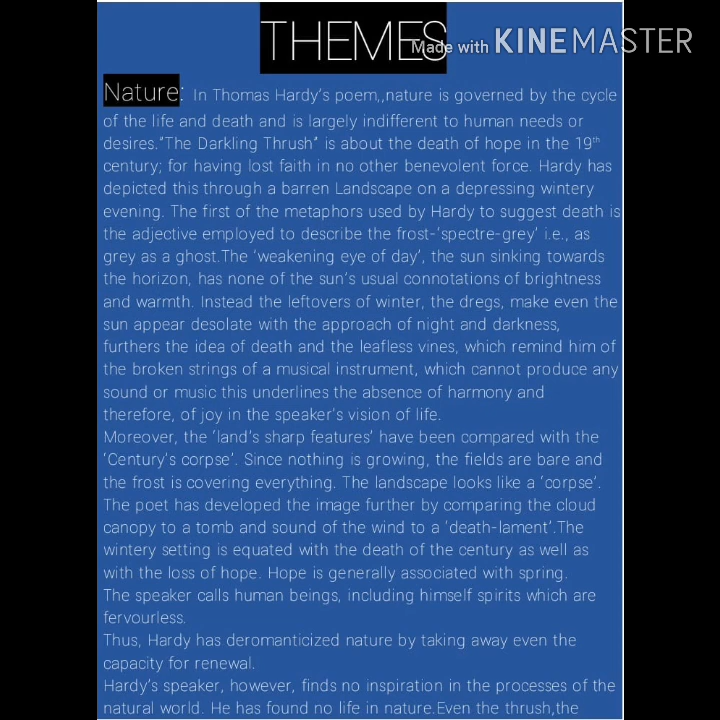 THEMES
Made with KINEMASTER
Nature: In Thomas Hardy's poem,,nature is governed by the cycle
of the life and death and is largely indifferent to human needs or
desires."The Darkling Thrush" is about the death of hope in the 19th
century; for having lost faith in no other benevolent force. Hardy has
depicted this through a barren Landscape on a depressing wintery
evening. The first of the metaphors used by Hardy to suggest death is
the adjective employed to describe the frost-'spectre-grey' i.e., as
grey as a ghost.The 'weakening eye of day', the sun sinking towards
the horizon, has none of the sun's usual connotations of brightness
and warmth. Instead the leftovers of winter, the dregs, make even the
sun appear desolate with the approach of night and darkness,
furthers the idea of death and the leafless vines, which remind him of
the broken strings of a musical instrument, which cannot produce any
sound or music this underlines the absence of harmony and
therefore, of joy in the speaker's vision of life.
Moreover, the 'land's sharp features' have been compared with the
'Century's corpse'. Since nothing is growing, the fields are bare and
the frost is covering everything. The landscape looks like a 'corpse'.
The poet has developed the image further by comparing the cloud
canopy to a tomb and sound of the wind to a 'death-lament'.The
wintery setting is equated with the death of the century as well as
with the loss of hope. Hope is generally associated with spring.
The speaker calls human beings, including himself spirits which are
fervourless.
Thus, Hardy has deromanticized nature by taking away even the
capacity for renewal.
Hardy's speaker, however, finds no inspiration in the processes of the
natural world. He has found no life in nature.Even the thrush,the